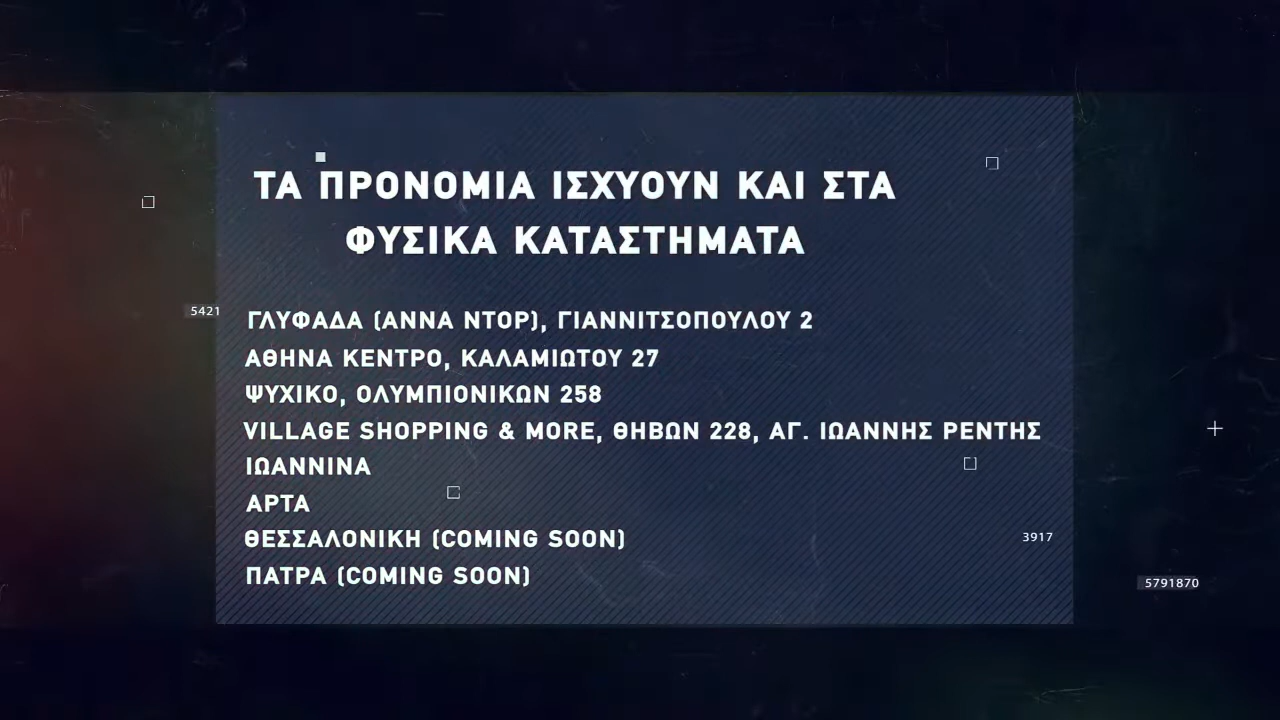 ΤΑ ΠΡΟΝΟΜΙΑ ΙΣΧΥΟΥΝ ΚΑΙ ΣΤΑ
ΦΥΣΙΚΑ ΚΑΤΑΣΤΗΜΑΤΑ
5421
ΓΛΥΦΑΔΑ (ΑΝΝΑ ΝΤΟΡ), ΓΙΑΝΝΙΤΣΟΠΟΥΛΟΥ 2
ΑΘΗΝΑ ΚΕΝΤΡΟ, ΚΑΛΑΜΙΩΤΟΥ 27
ΨΥΧΙΚΟ, ΟΛΥΜΠΙΟΝΙΚΩΝ 258
VILLAGE SHOPPING & MORE, ΘΗΒΩΝ 228, ΑΓ. ΙΩΑΝΝΗΣ ΡΕΝΤΗΣ
ΙΩΑΝΝΙΝΑ
ΑΡΤΑ
ΘΕΣΣΑΛΟΝΙΚΗ (COMING SOON)
3917
ΠΑΤΡΑ (COMING SOON)
5791870